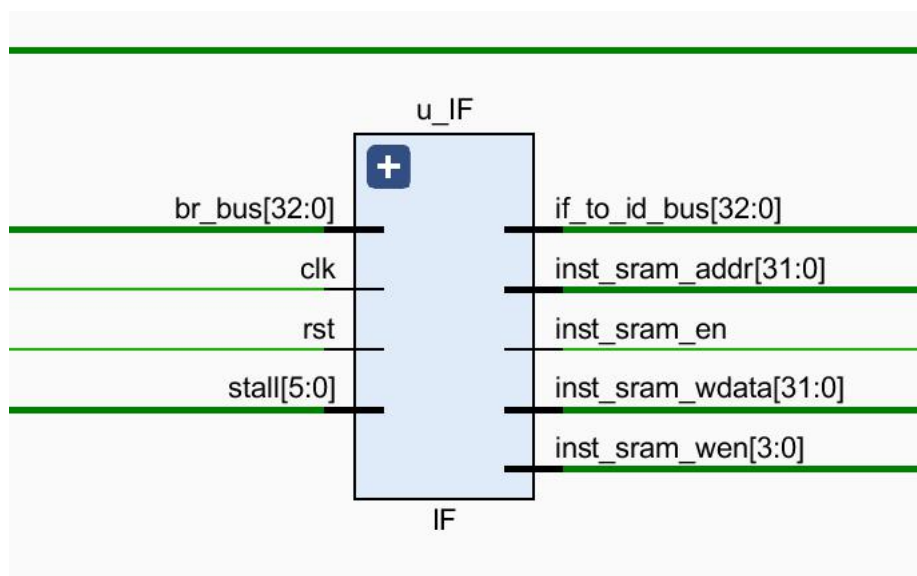 u_IF
br_bus[32:0]
clk
rst
stall[5:0]
if_to_id_bus[32:0]
inst_sram_addr[31:0]
inst_sram_en
inst_sram_wdata[31:0]
inst_sram_wen[3:0]
IF